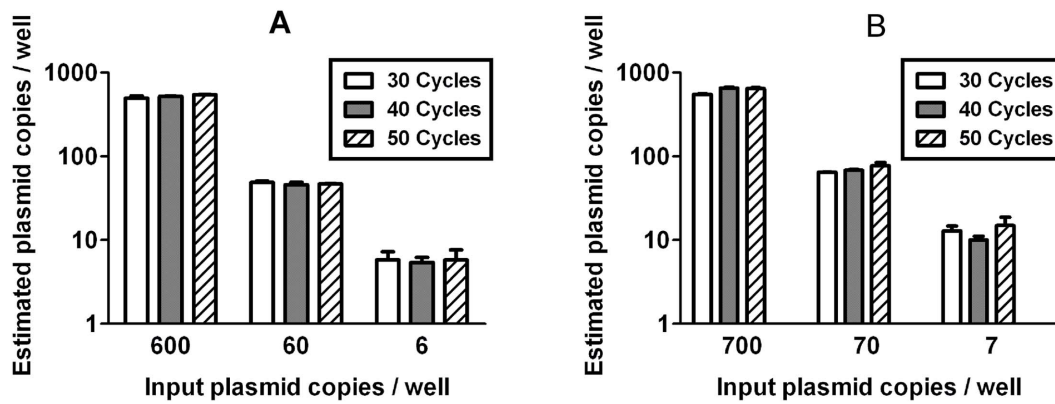 A
Estimated plasmid copies / well
1000
100
10
1
30 Cycles
40 Cycles
50 Cycles
600 60 6
Input plasmid copies / well
B
Estimated plasmid copies / well
1000
100
10
1
30 Cycles
40 Cycles
50 Cycles
700 70 7
Input plasmid copies / well